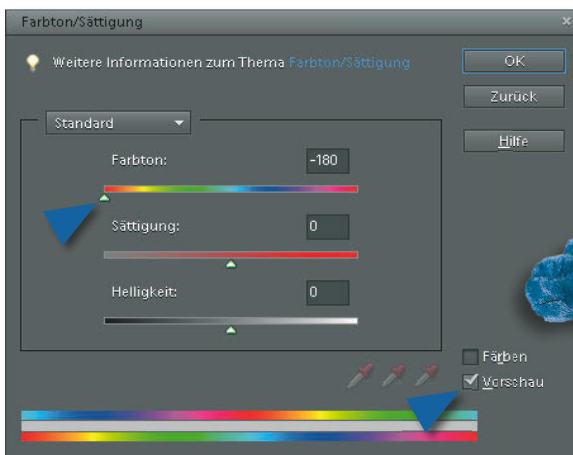 Farbton/Sättigung
x
Weitere Informationen zum Thema Farbton/Sättigung
OK
Zurück
Hilfe
Standard
Farbton:
-180
Sättigung:
0
Helligkeit:
0
Färben
Vorschau